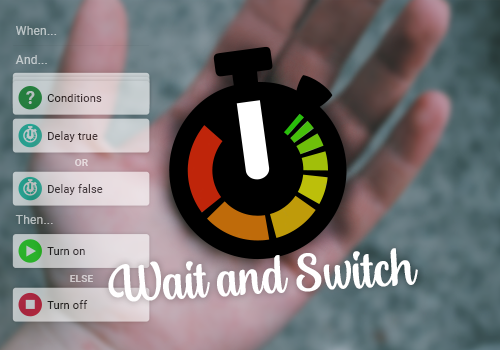 When...
And...
Conditions
Delay true
OR
Delay false
Then...
Turn on
ELSE
Turn off
Wait and Switch